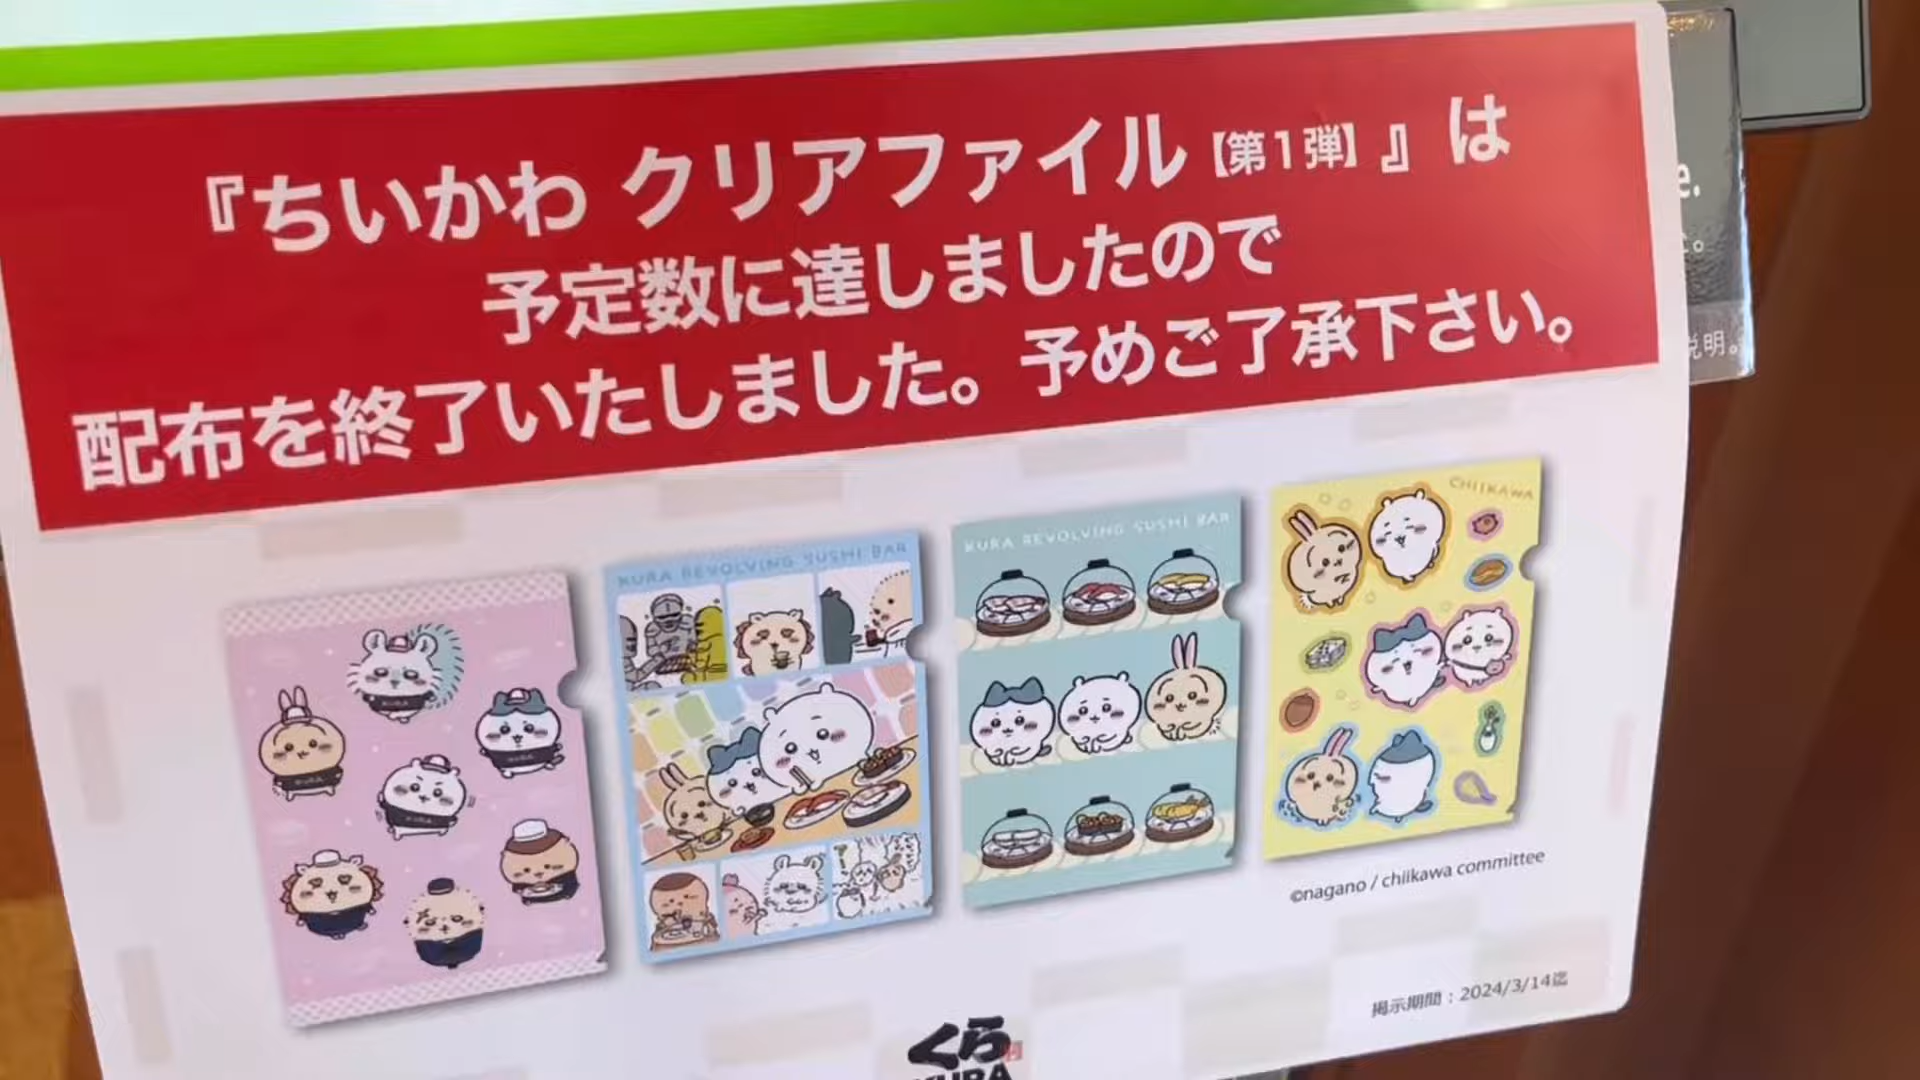 『ちいかわ クリアファイル【第1弾】』は
予定数に達しましたので
配布を終了いたしました。予めご了承下さい。
KURA REVOLVING SUSHI BAR
KURA REVOLVING SUSHI BAR
CHIIKAWA
©nagano / chiikawa committee
掲示期間：2024/3/14迄
くら
KURA
e.
説明。